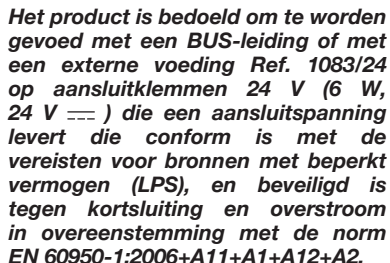 Het product is bedoeld om te worden
gevoed met een BUS-leiding of met
een externe voeding Ref. 1083/24
op aansluitklemmen 24 V (6 W,
24 V ⎓ ) die een aansluitspanning
levert die conform is met de
vereisten voor bronnen met beperkt
vermogen (LPS), en beveiligd is
tegen kortsluiting en overstroom
in overeenstemming met de norm
EN 60950-1:2006+A11+A1+A12+A2.